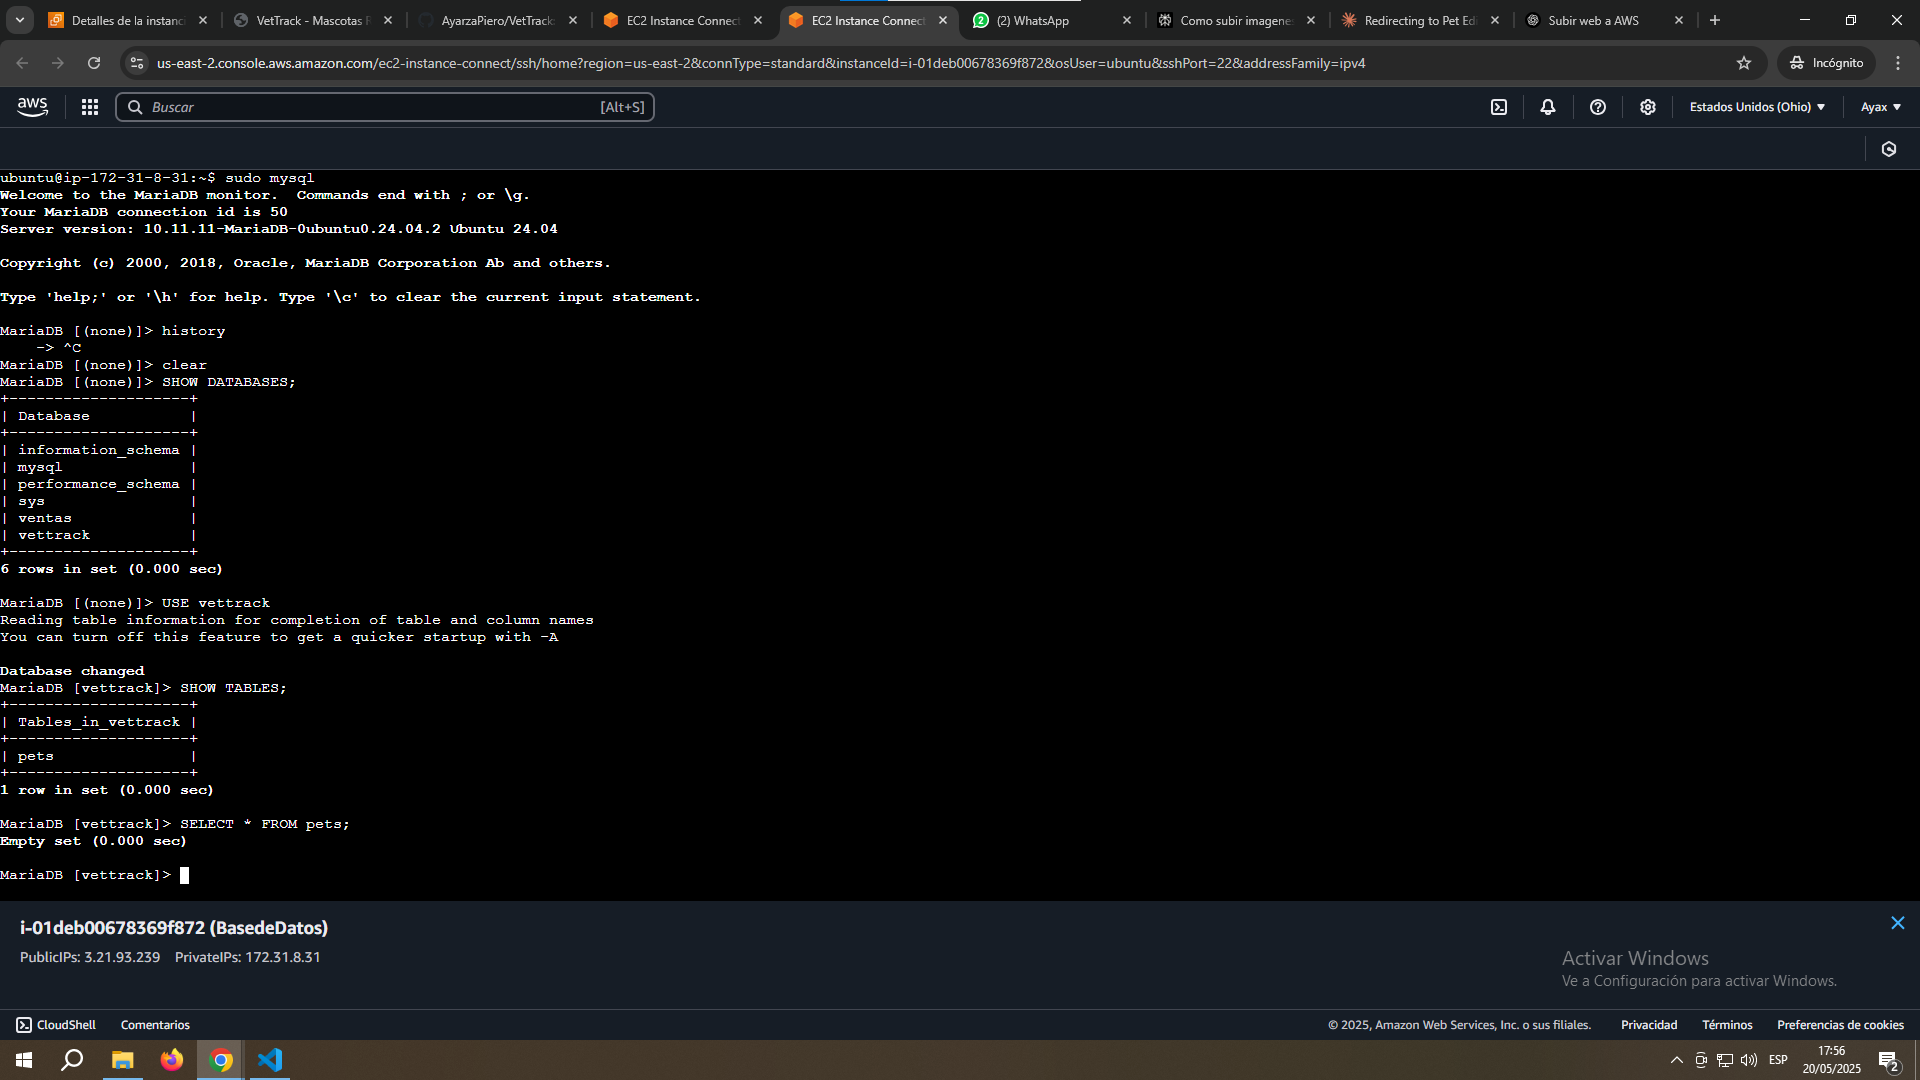 Detalles de la instanci
VetTrack - Mascotas R
AyarzaPiero/VetTrack
EC2 Instance Connect
EC2 Instance Connect
(2) WhatsApp
Como subir imagenes
Redirecting to Pet Edi
Subir web a AWS
us-east-2.console.aws.amazon.com/ec2-instance-connect/ssh/home?region=us-east-2&connType=standard&instanceId=i-01deb00678369f872&osUser=ubuntu&sshPort=22&addressFamily=ipv4
Incógnito
aws
Buscar
[Alt+S]
Estados Unidos (Ohio)
Ayax
ubuntu@ip-172-31-8-31:~$ sudo mysql
Welcome to the MariaDB monitor.  Commands end with ; or \g.
Your MariaDB connection id is 50
Server version: 10.11.11-MariaDB-0ubuntu0.24.04.2 Ubuntu 24.04
Copyright (c) 2000, 2018, Oracle, MariaDB Corporation Ab and others.
Type 'help;' or '\h' for help. Type '\c' to clear the current input statement.
MariaDB [(none)]> history
    -> ^C
MariaDB [(none)]> clear
MariaDB [(none)]> SHOW DATABASES;
+--------------------+
| Database           |
+--------------------+
| information_schema |
| mysql              |
| performance_schema |
| sys                |
| ventas             |
| vettrack           |
+--------------------+
6 rows in set (0.000 sec)
MariaDB [(none)]> USE vettrack
Reading table information for completion of table and column names
You can turn off this feature to get a quicker startup with -A
Database changed
MariaDB [vettrack]> SHOW TABLES;
+--------------------+
| Tables_in_vettrack |
+--------------------+
| pets               |
+--------------------+
1 row in set (0.000 sec)
MariaDB [vettrack]> SELECT * FROM pets;
Empty set (0.000 sec)
MariaDB [vettrack]>
i-01deb00678369f872 (BasedeDatos)
PublicIPs: 3.21.93.239    PrivateIPs: 172.31.8.31
Activar Windows
Ve a Configuración para activar Windows.
CloudShell
Comentarios
© 2025, Amazon Web Services, Inc. o sus filiales.
Privacidad
Términos
Preferencias de cookies
ESP
17:56
20/05/2025
2